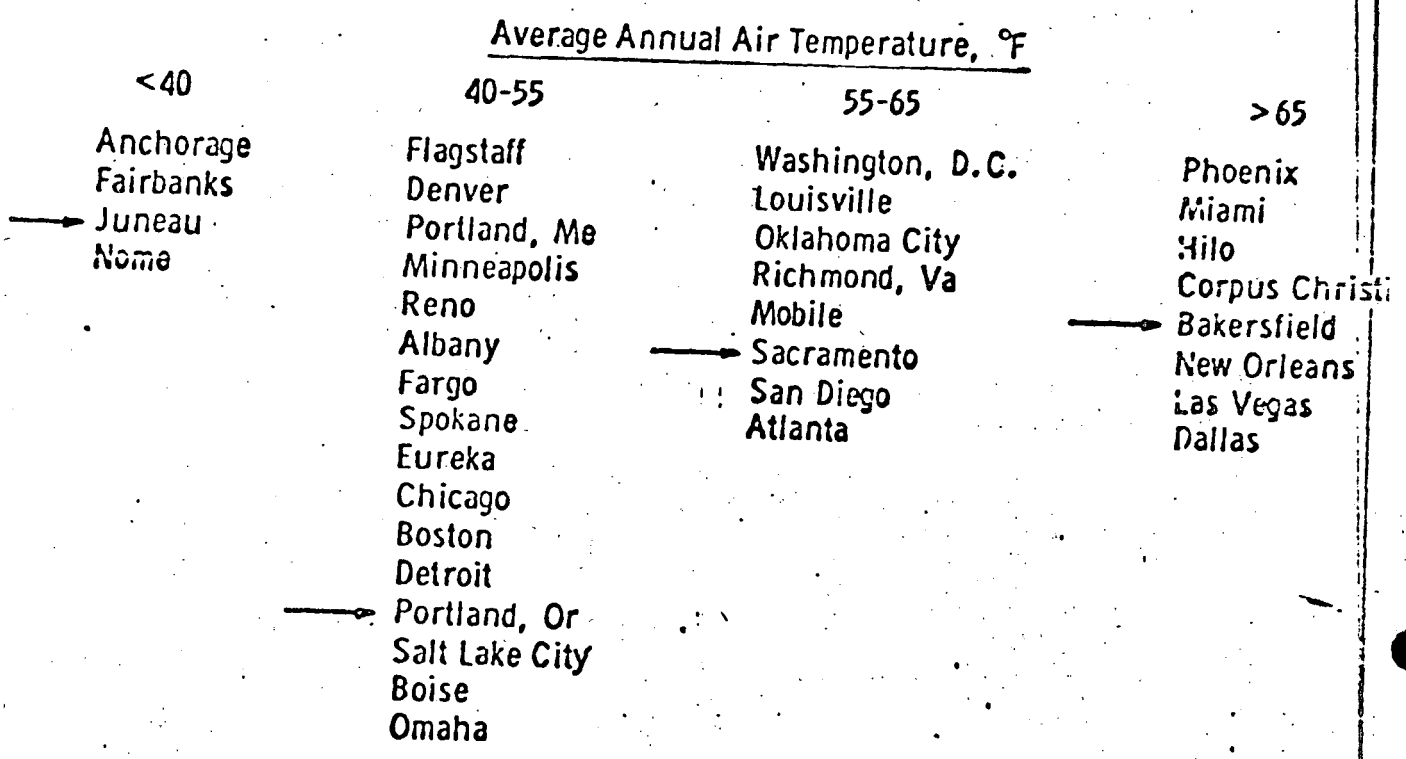 Average Annual Air Temperature, °F
<40
Anchorage
Fairbanks
Juneau
Nome
40-55
Flagstaff
Denver
Portland, Me
Minneapolis
Reno
Albany
Fargo
Spokane
Eureka
Chicago
Boston
Detroit
Portland, Or
Salt Lake City
Boise
Omaha
55-65
Washington, D.C.
Louisville
Oklahoma City
Richmond, Va
Mobile
Sacramento
San Diego
Atlanta
>65
Phoenix
Miami
Hilo
Corpus Christi
Bakersfield
New Orleans
Las Vegas
Dallas